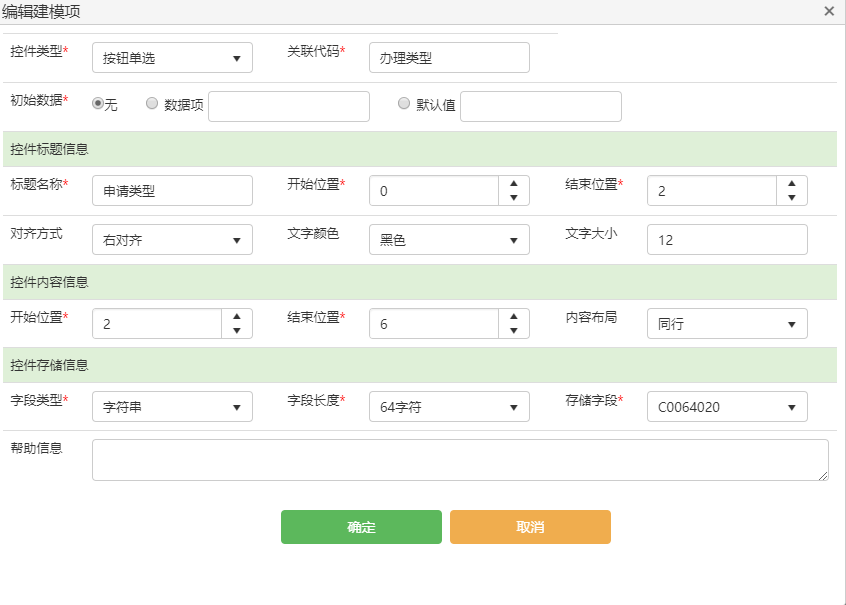 编辑建模项
控件类型* 按钮单选 关联代码* 办理类型
初始数据* 无 数据项 默认值
控件标题信息
标题名称* 申请类型 开始位置* 0 结束位置* 2
对齐方式 右对齐 文字颜色 黑色 文字大小 12
控件内容信息
开始位置* 2 结束位置* 6 内容布局 同行
控件存储信息
字段类型* 字符串 字段长度* 64字符 存储字段* C0064020
帮助信息
确定 取消